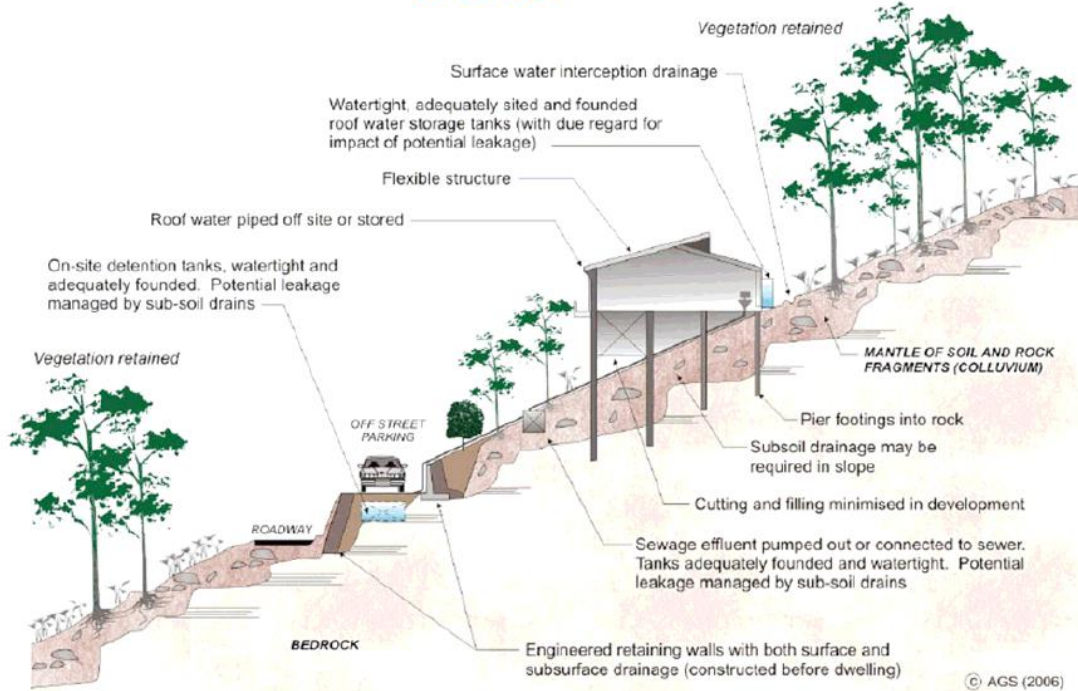 Vegetation retained
Surface water interception drainage
Watertight, adequately sited and founded
roof water storage tanks (with due regard for
impact of potential leakage)
Flexible structure
Roof water piped off site or stored
On-site detention tanks, watertight and
adequately founded. Potential leakage
managed by sub-soil drains
Vegetation retained
MANTLE OF SOIL AND ROCK
FRAGMENTS (COLLUVIUM)
Pier footings into rock
OFF STREET
PARKING
Subsoil drainage may be
required in slope
Cutting and filling minimised in development
ROADWAY
Sewage effluent pumped out or connected to sewer.
Tanks adequately founded and watertight. Potential
leakage managed by sub-soil drains
BEDROCK
Engineered retaining walls with both surface and
subsurface drainage (constructed before dwelling)
© AGS (2006)